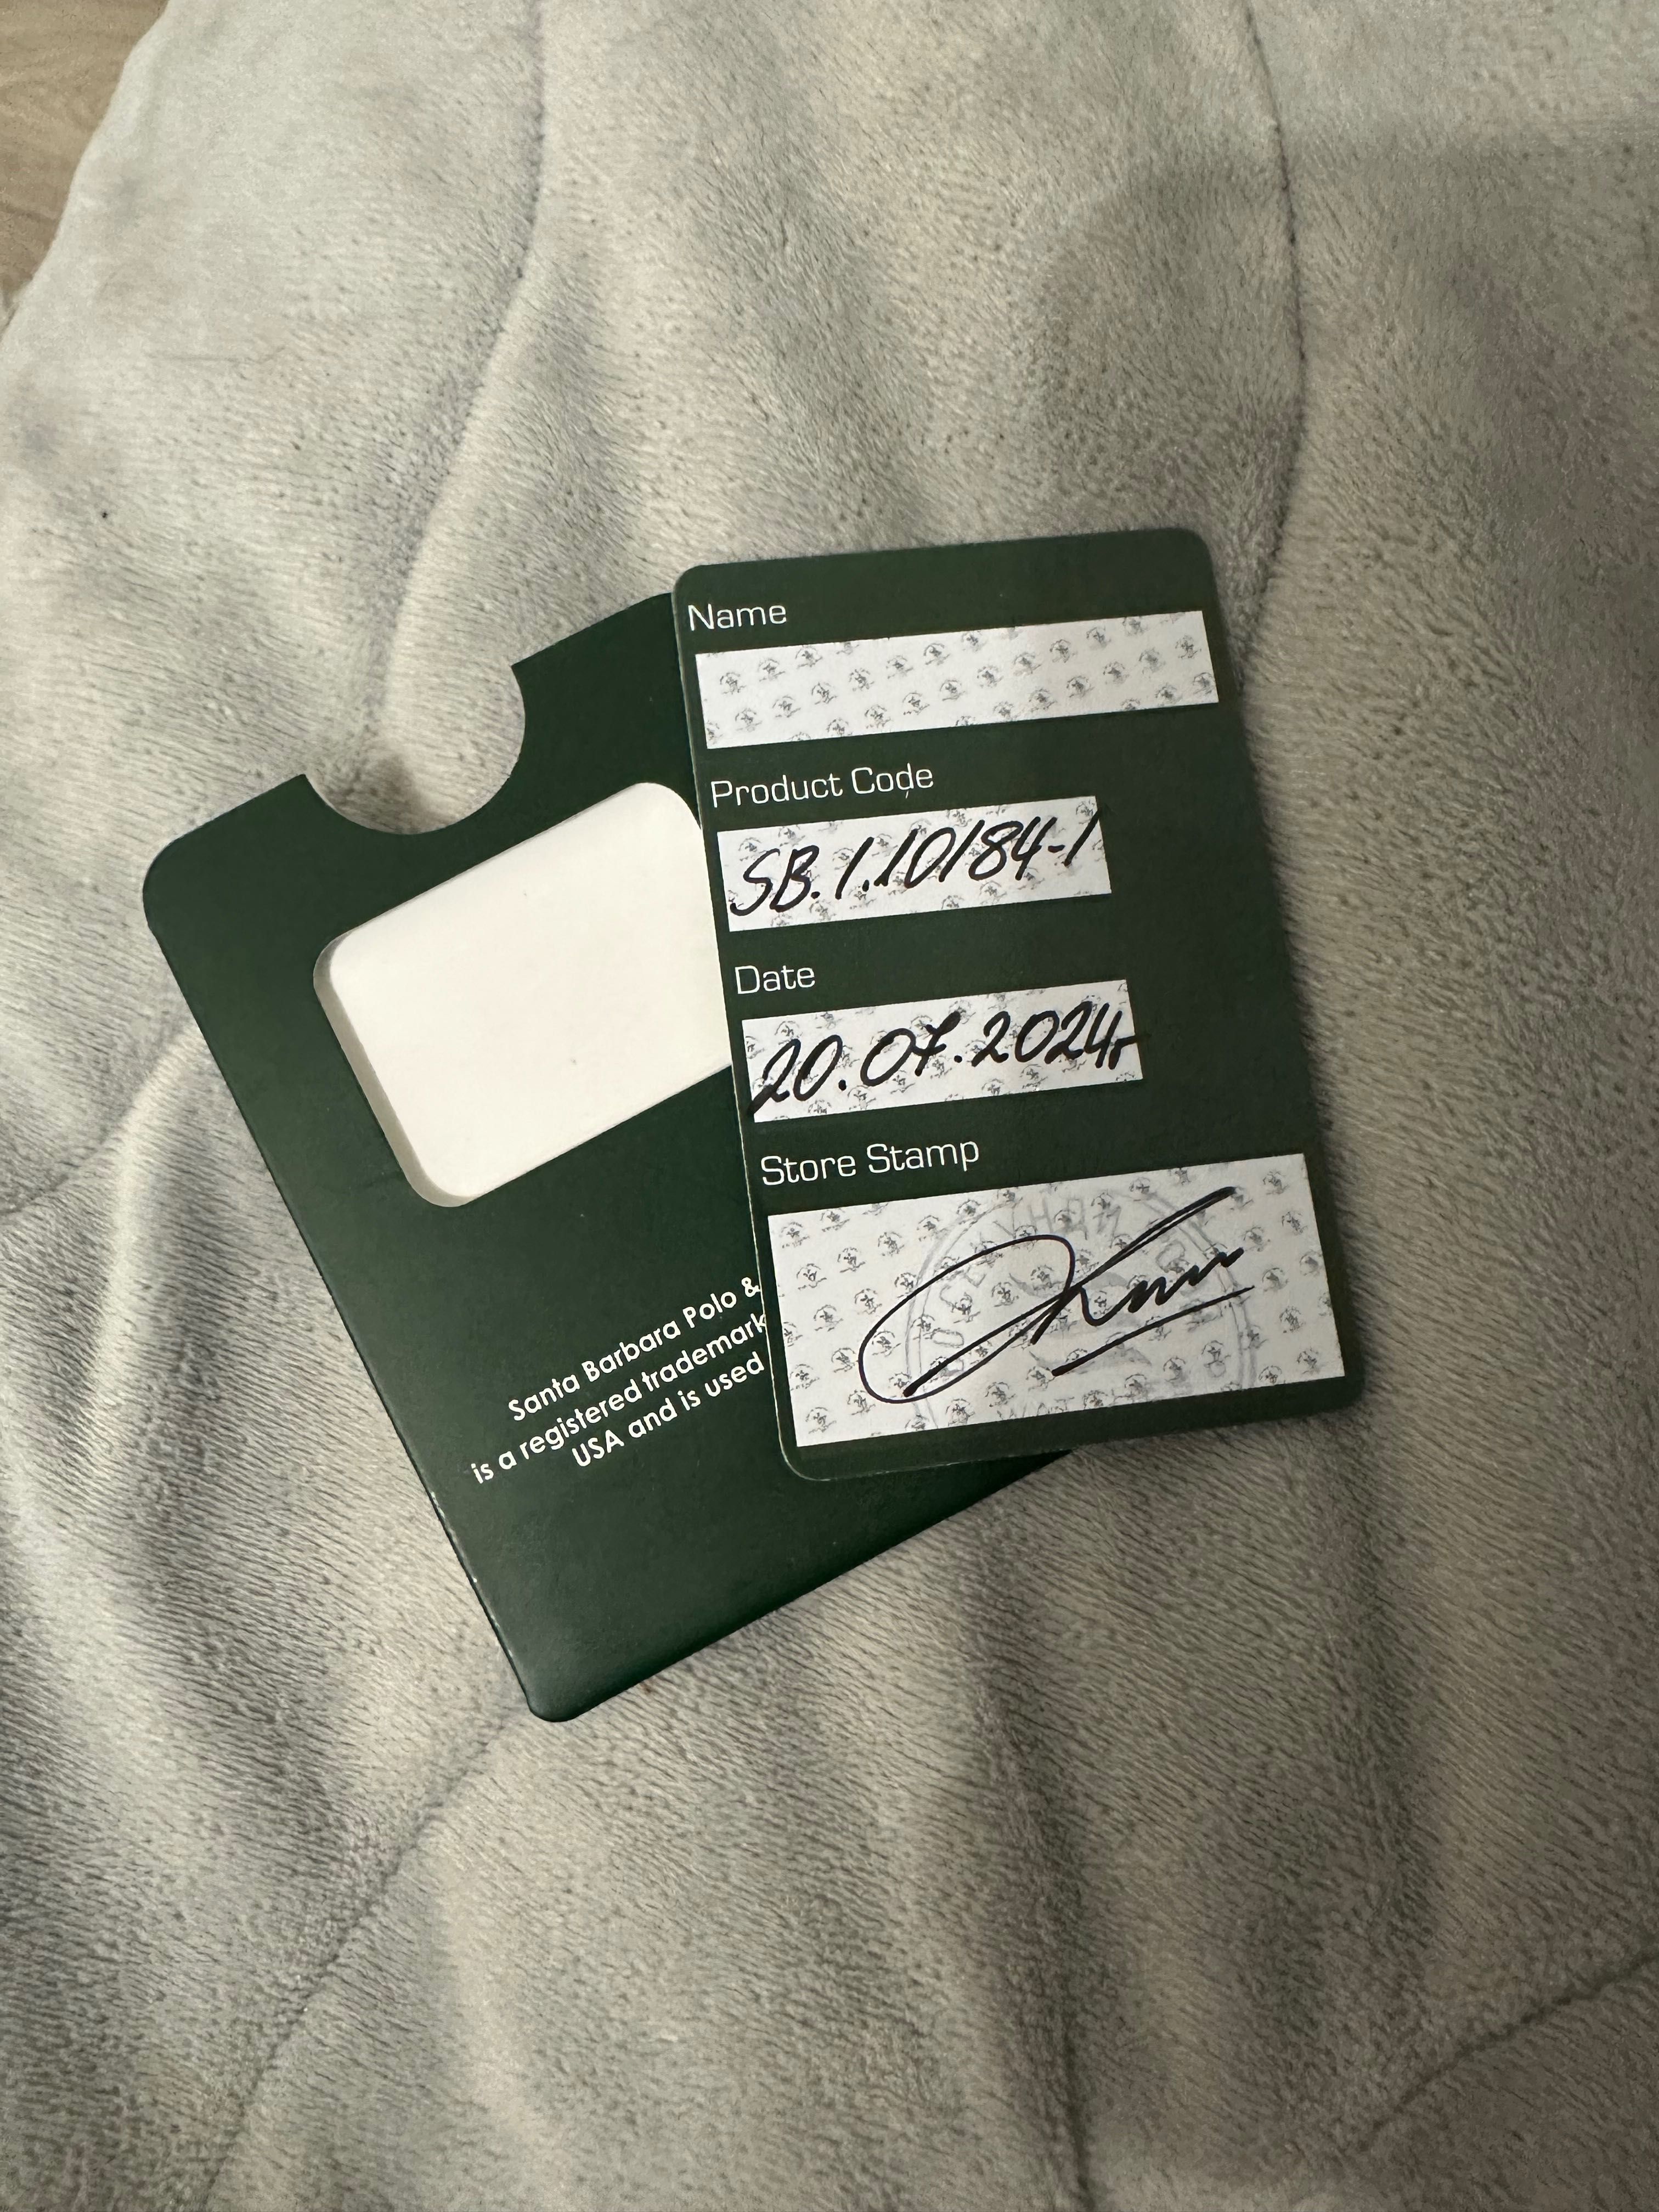 Name
Product Code
SB.1.10184-1
Date
20.07.2024г
Store Stamp
Santa Barbara Polo &
is a registered trademark
USA and is used